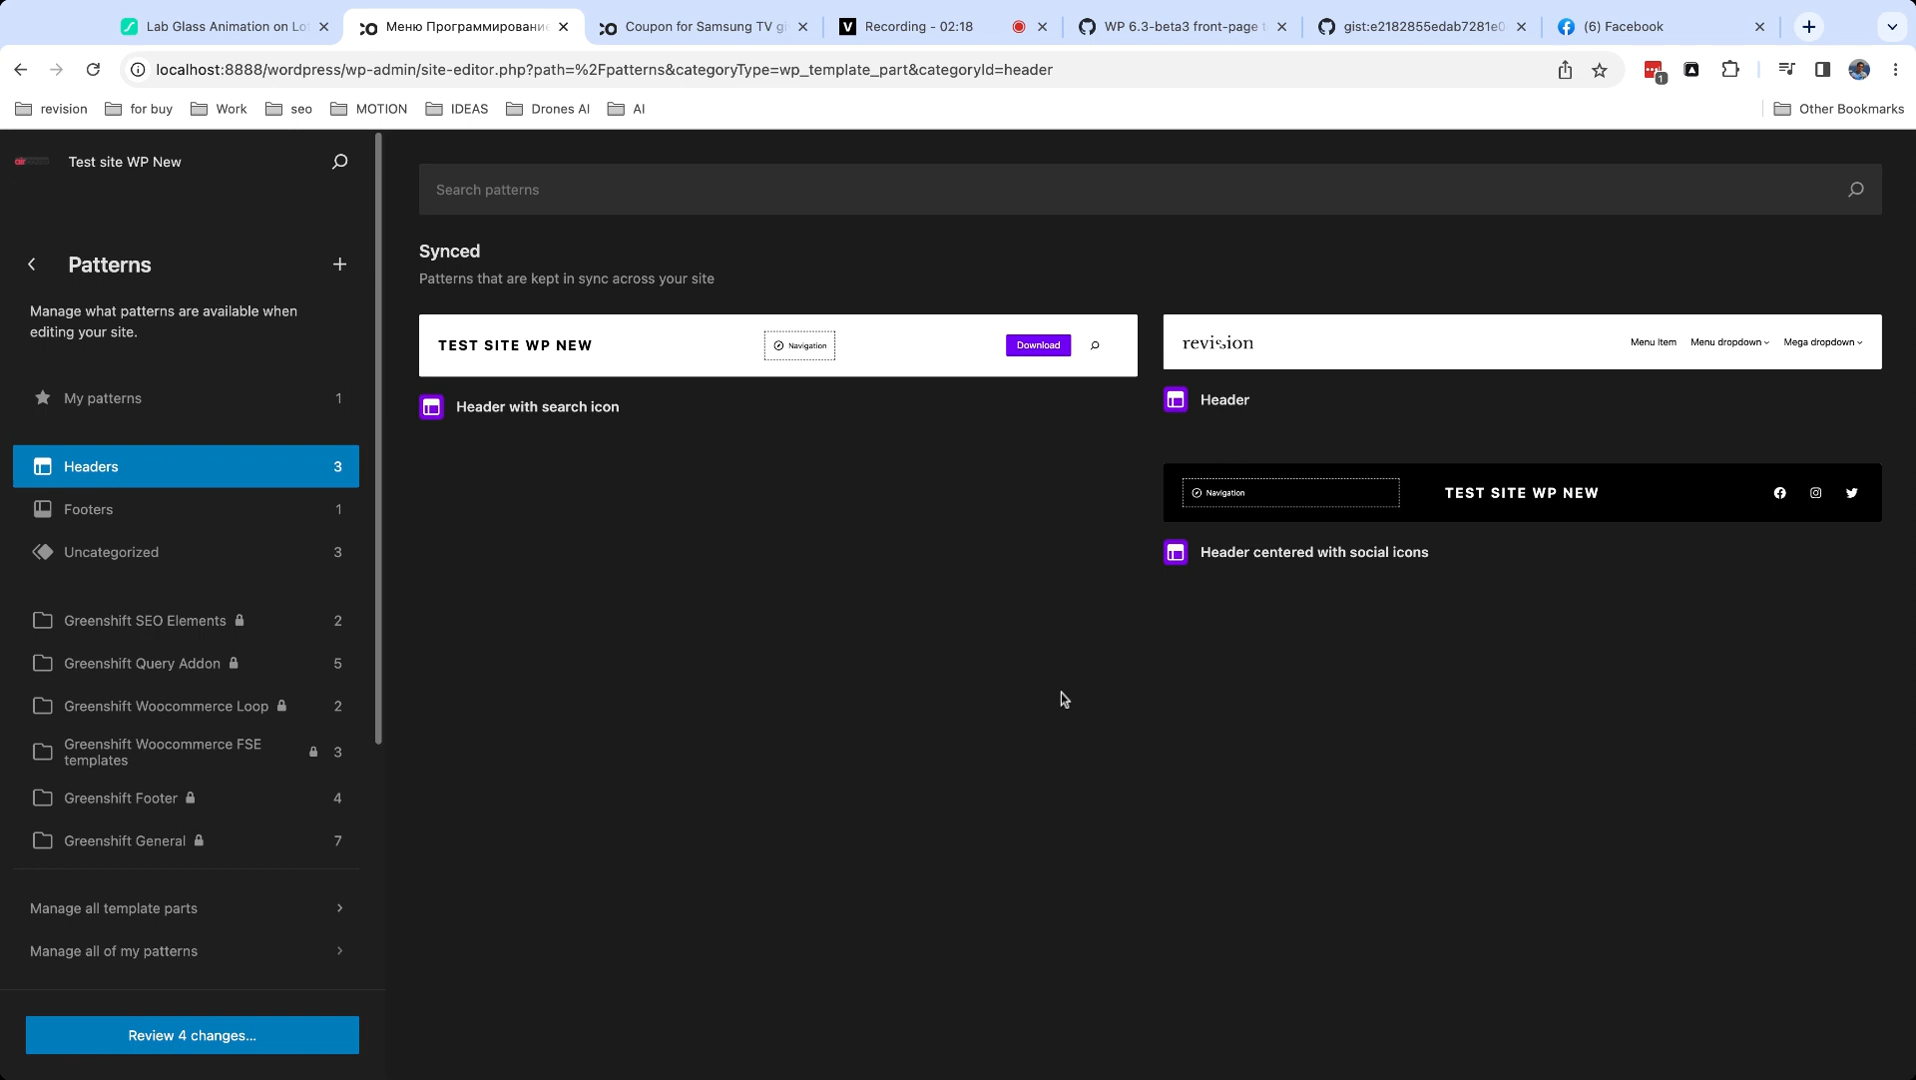 Lab Glass Animation on Lot
Меню Программирование
Coupon for Samsung TV gi
Recording - 02:18
WP 6.3-beta3 front-page t
gist:e2182855edab7281e0
(6) Facebook
localhost:8888/wordpress/wp-admin/site-editor.php?path=%2Fpatterns&categoryType=wp_template_part&categoryId=header
1
revision
for buy
Work
seo
MOTION
IDEAS
Drones AI
AI
Other Bookmarks
Test site WP New
Patterns
Manage what patterns are available when
editing your site.
My patterns 1
Headers 3
Footers 1
Uncategorized 3
Greenshift SEO Elements 2
Greenshift Query Addon 5
Greenshift Woocommerce Loop 2
Greenshift Woocommerce FSE
templates 3
Greenshift Footer 4
Greenshift General 7
Manage all template parts
Manage all of my patterns
Review 4 changes...
Search patterns
Synced
Patterns that are kept in sync across your site
TEST SITE WP NEW
Navigation
Download
Header with search icon
revision
Menu Item
Menu dropdown
Mega dropdown
Header
Navigation
TEST SITE WP NEW
Header centered with social icons